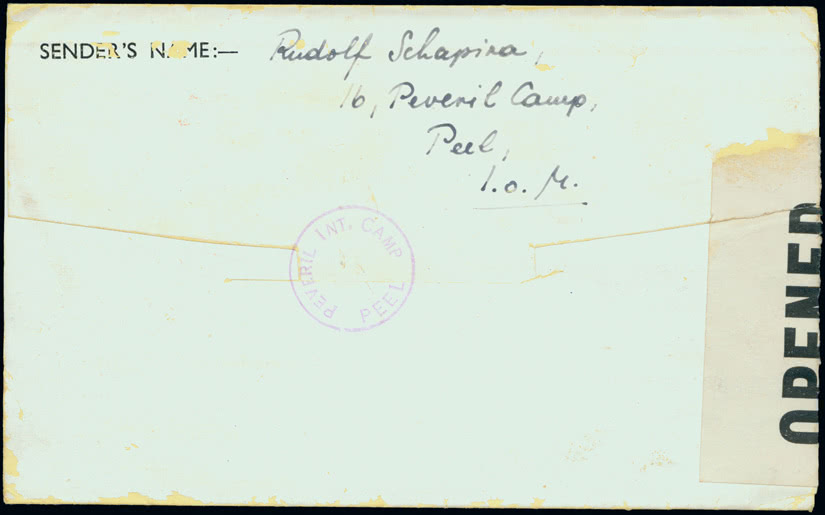 SENDER'S NAME:— Rudolf Schapira,
16, Peveril Camp,
Peel,
I.o.M.
PEVERIL INT. CAMP
PEEL
OPENED